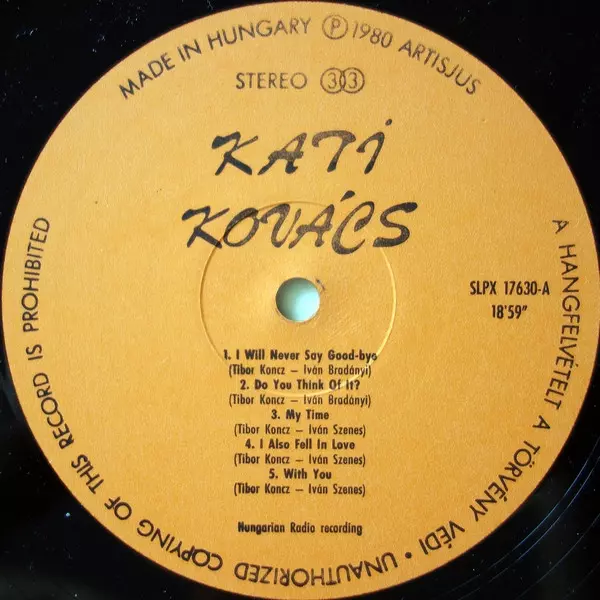 MADE IN HUNGARY Ⓟ 1980 ARTISJUS
STEREO 33
KATI
KOVÁCS
SLPX 17630-A
18'59"
1. I Will Never Say Good-bye
(Tibor Koncz – Iván Bradányi)
2. Do You Think Of It?
(Tibor Koncz – Iván Bradányi)
3. My Time
(Tibor Koncz – Iván Szenes)
4. I Also Fell In Love
(Tibor Koncz – Iván Szenes)
5. With You
(Tibor Koncz – Iván Szenes)
Hungarian Radio recording
A HANGFELVÉTELT A TÖRVÉNY VÉDI • UNAUTHORIZED COPYING OF THIS RECORD IS PROHIBITED